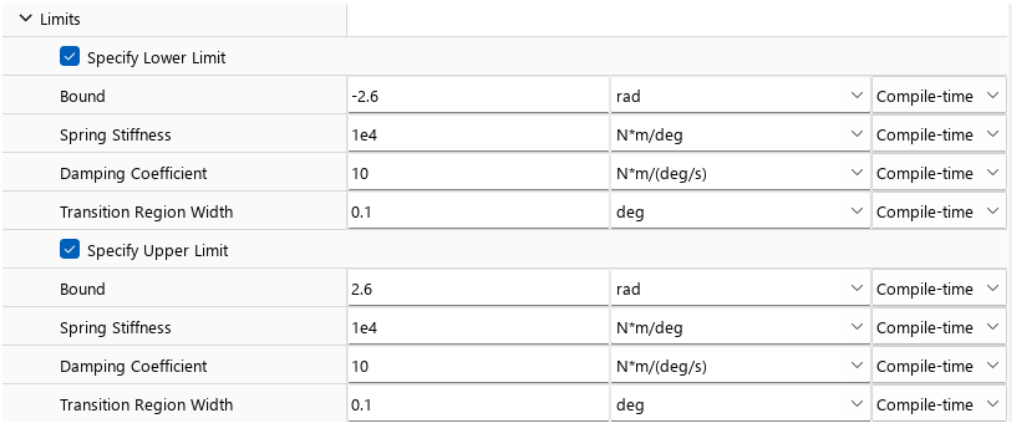 Limits
Specify Lower Limit
Bound -2.6 rad Compile-time
Spring Stiffness 1e4 N*m/deg Compile-time
Damping Coefficient 10 N*m/(deg/s) Compile-time
Transition Region Width 0.1 deg Compile-time
Specify Upper Limit
Bound 2.6 rad Compile-time
Spring Stiffness 1e4 N*m/deg Compile-time
Damping Coefficient 10 N*m/(deg/s) Compile-time
Transition Region Width 0.1 deg Compile-time